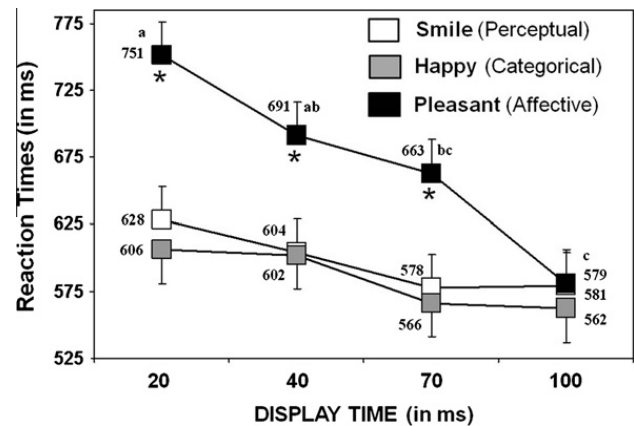 Reaction Times (in ms)
775
725
675
625
575
525
Smile (Perceptual)
Happy (Categorical)
Pleasant (Affective)
a
751
*
691 ab
*
663 bc
*
628
606
604
602
578
566
c
579
581
562
20 40 70 100
DISPLAY TIME (in ms)